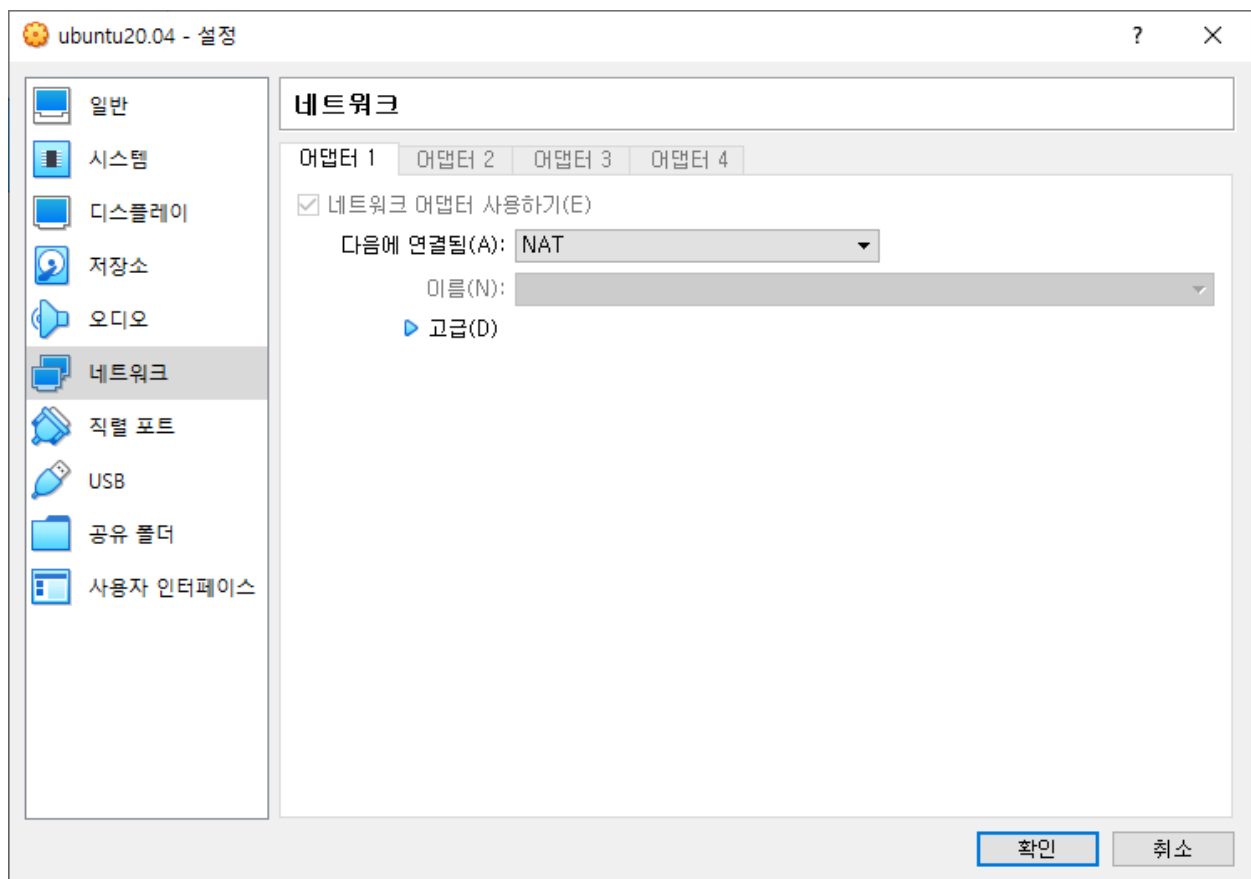 ubuntu20.04 - 설정
?
일반
시스템
디스플레이
저장소
오디오
네트워크
직렬 포트
USB
공유 폴더
사용자 인터페이스
네트워크
어댑터 1 어댑터 2 어댑터 3 어댑터 4
네트워크 어댑터 사용하기(E)
다음에 연결됨(A): NAT
이름(N):
고급(D)
확인 취소